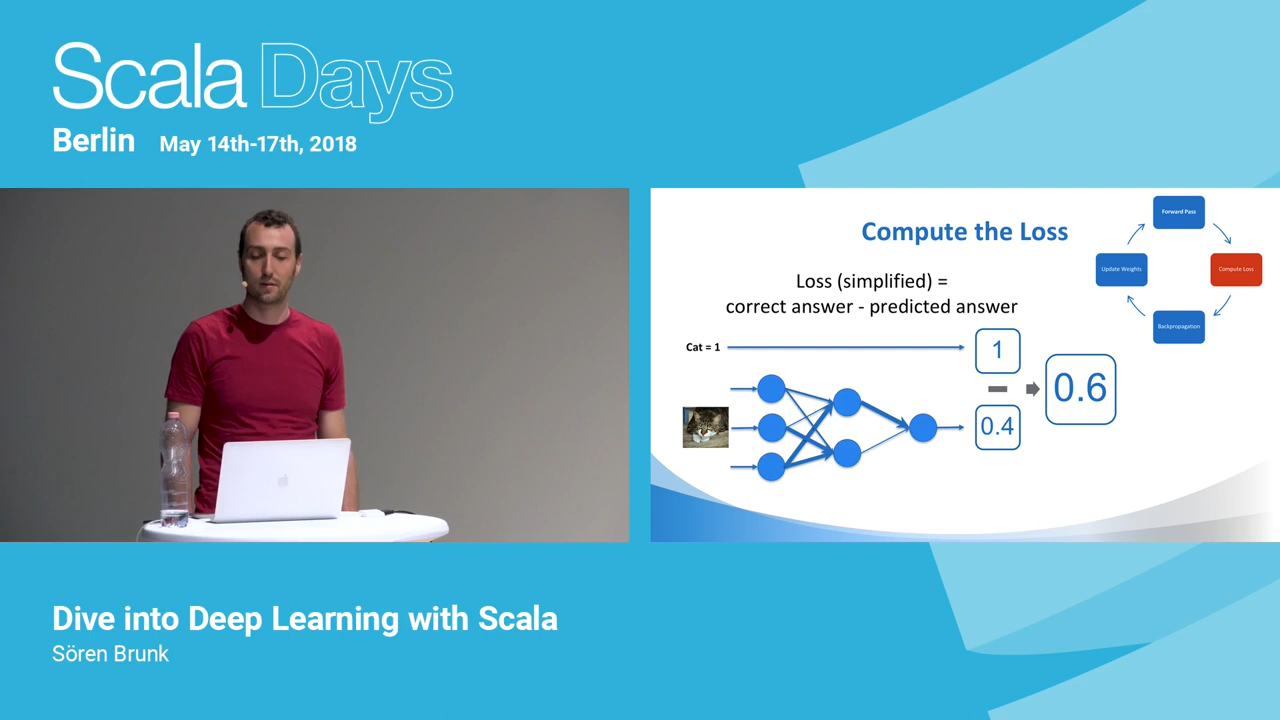 Scala Days
Berlin May 14th-17th, 2018
Compute the Loss
Loss (simplified) =
correct answer - predicted answer
Forward Pass
Update Weights
Compute Loss
Backpropagation
Cat = 1
1
0.6
0.4
Dive into Deep Learning with Scala
Sören Brunk